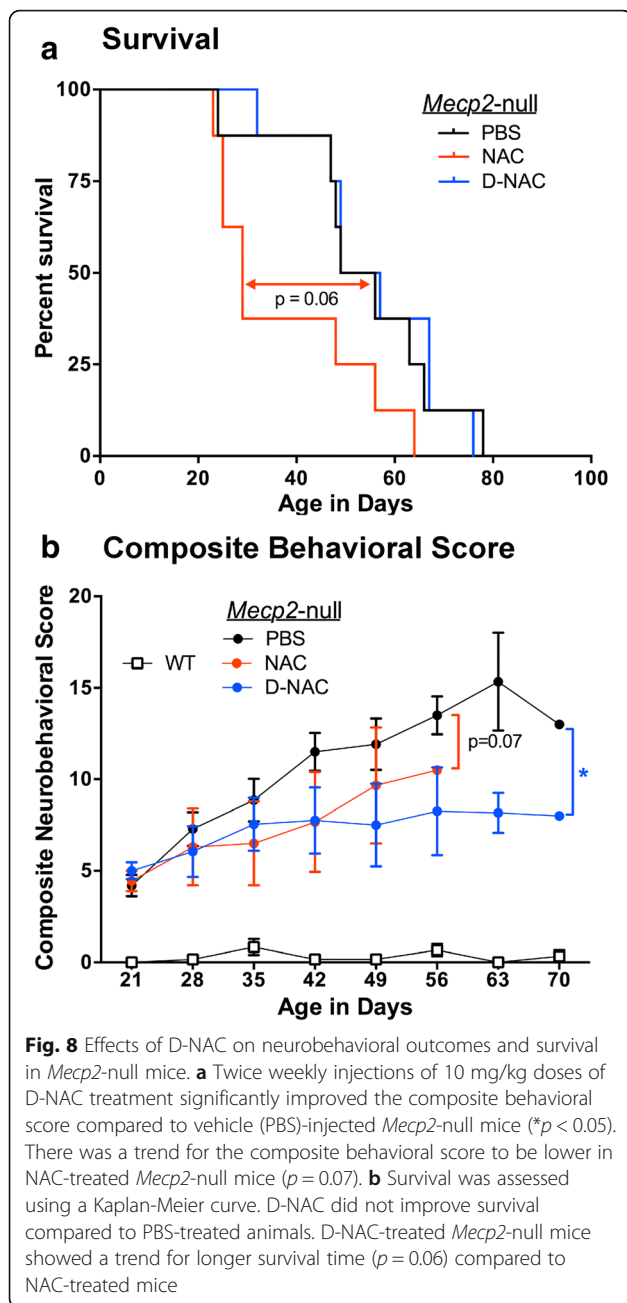 a Survival
Mecp2-null
PBS
NAC
D-NAC
100
75
50
25
0
Percent survival
p = 0.06
0 20 40 60 80 100
Age in Days
b Composite Behavioral Score
Mecp2-null
WT
PBS
NAC
D-NAC
20
15
10
5
0
Composite Neurobehavioral Score
p=0.07
*
21 28 35 42 49 56 63 70
Age in Days
Fig. 8 Effects of D-NAC on neurobehavioral outcomes and survival
in Mecp2-null mice. a Twice weekly injections of 10 mg/kg doses of
D-NAC treatment significantly improved the composite behavioral
score compared to vehicle (PBS)-injected Mecp2-null mice (*p < 0.05).
There was a trend for the composite behavioral score to be lower in
NAC-treated Mecp2-null mice (p = 0.07). b Survival was assessed
using a Kaplan-Meier curve. D-NAC did not improve survival
compared to PBS-treated animals. D-NAC-treated Mecp2-null mice
showed a trend for longer survival time (p = 0.06) compared to
NAC-treated mice